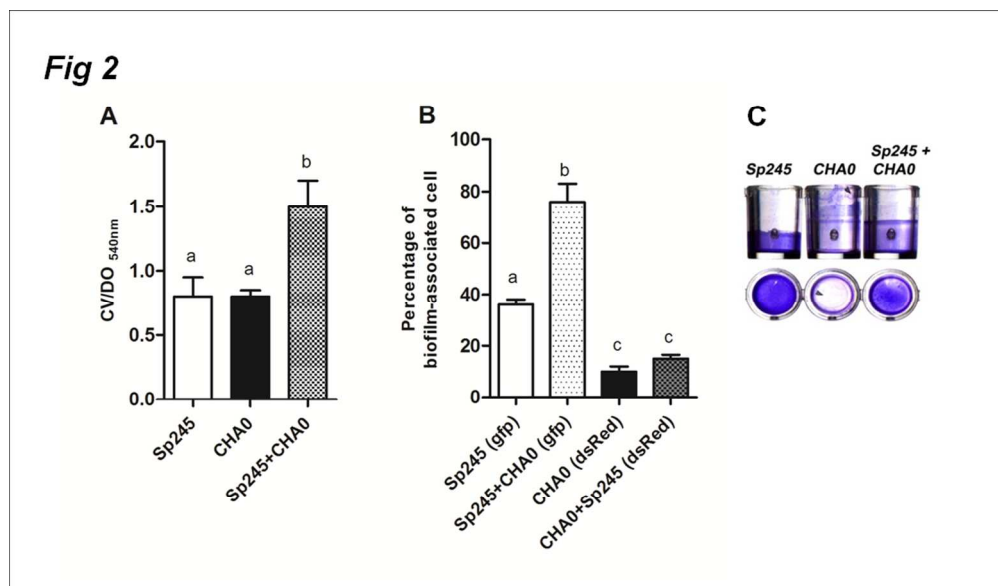 Fig 2
A
CV/DO 540nm
2.0
1.5
1.0
0.5
0.0
a
a
b
Sp245
CHA0
Sp245+CHA0
B
Percentage of
biofilm-associated cell
100
80
60
40
20
0
a
b
c
c
Sp245 (gfp)
Sp245+CHA0 (gfp)
CHA0 (dsRed)
CHA0+Sp245 (dsRed)
C
Sp245
CHA0
Sp245 +
CHA0